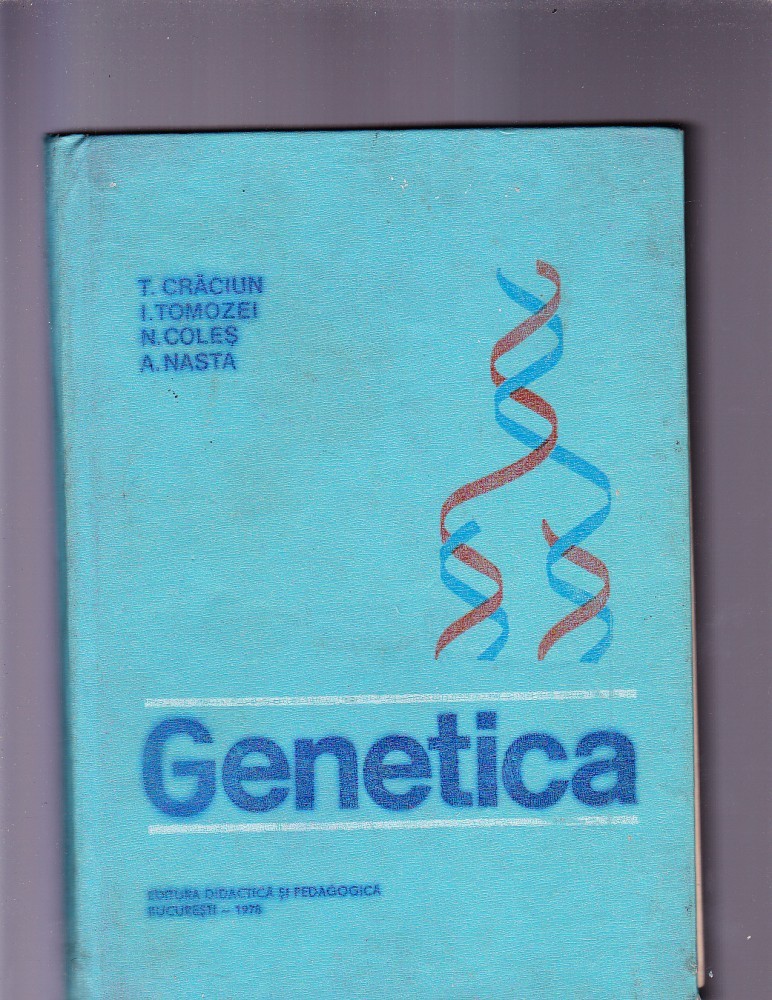 T. CRĂCIUN
I. TOMOZEI
N. COLEȘ
A. NASTA
Genetica
EDITURA DIDACTICĂ ȘI PEDAGOGICĂ
BUCUREȘTI – 1978